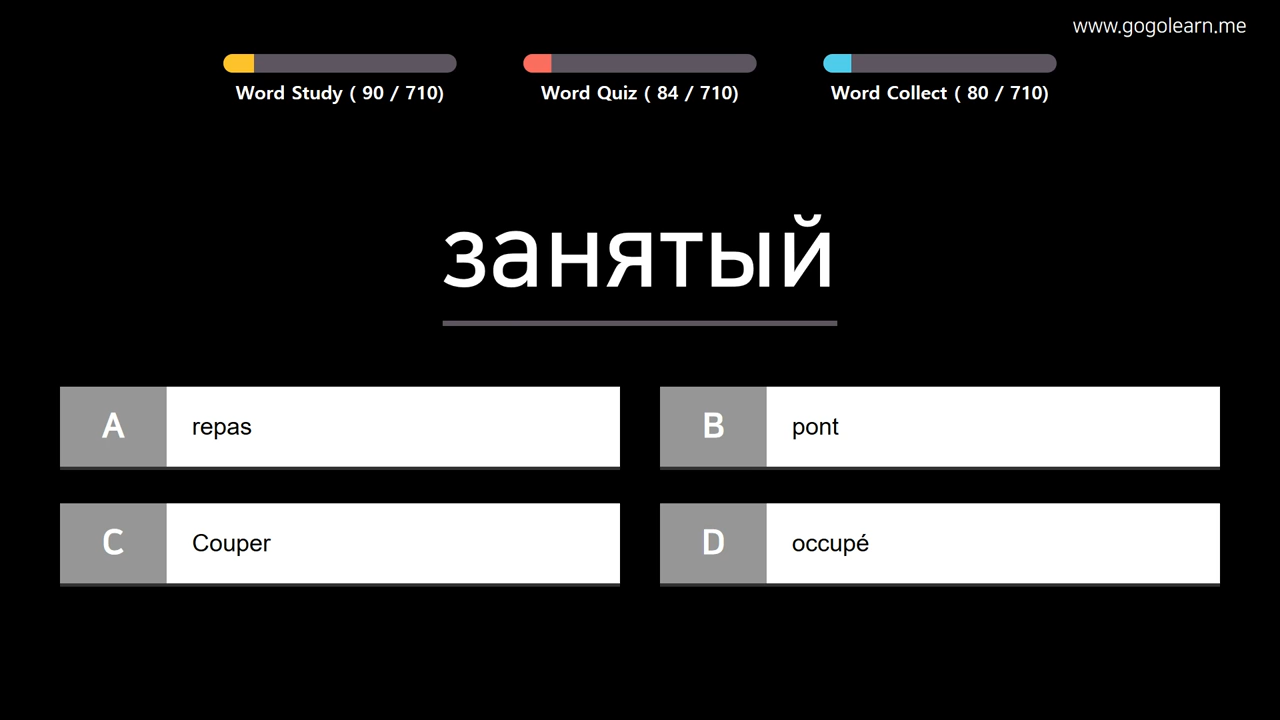 www.gogolearn.me
Word Study ( 90 / 710)
Word Quiz ( 84 / 710)
Word Collect ( 80 / 710)
занятый
A repas
B pont
C Couper
D occupé